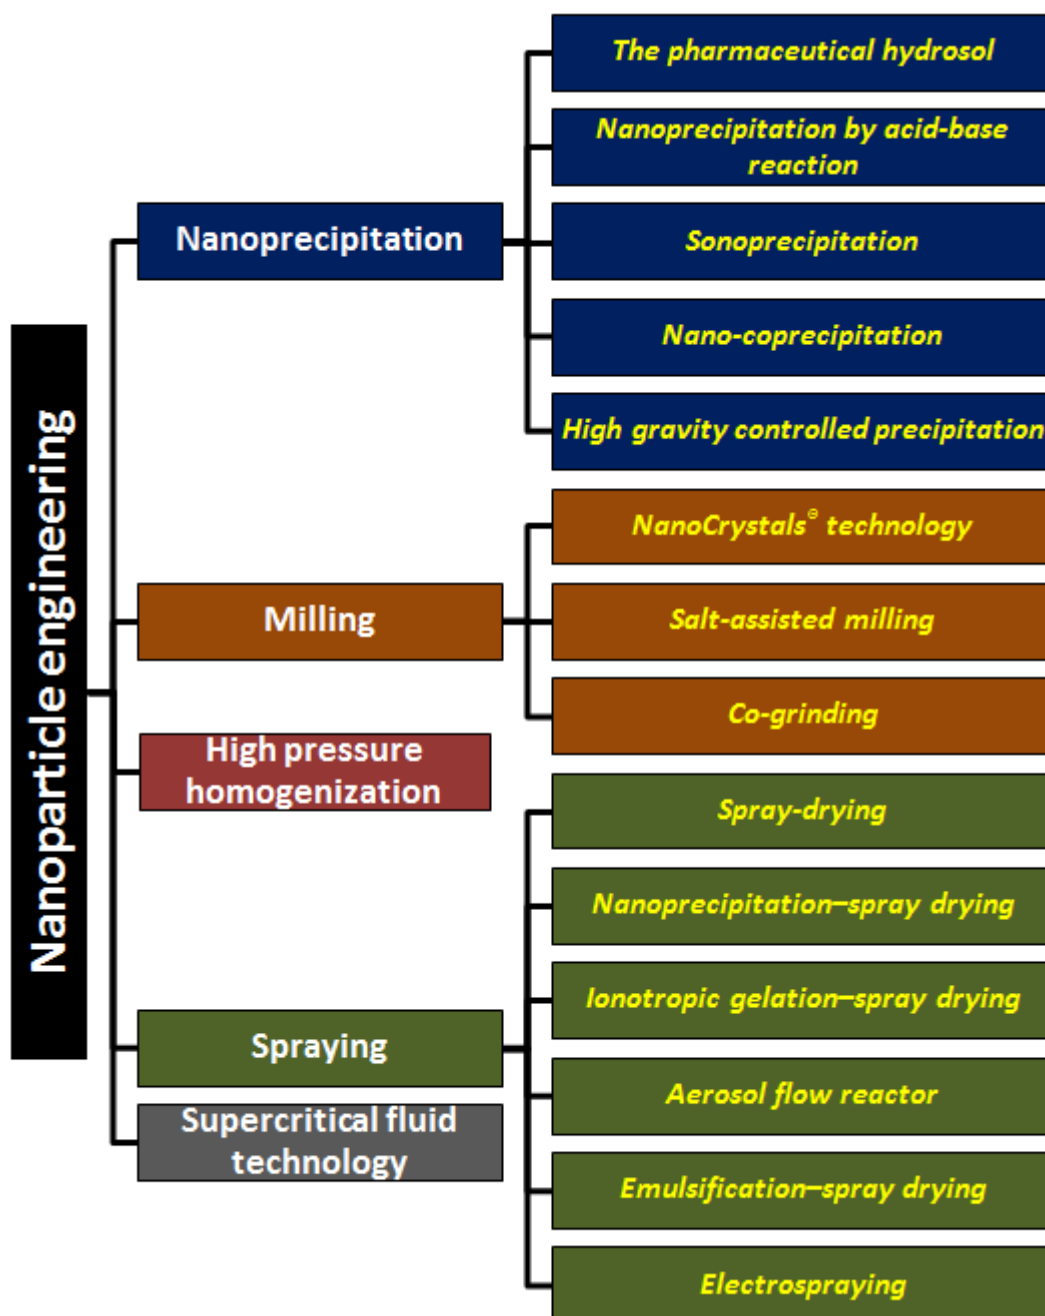 Nanoparticle engineering
Nanoprecipitation
The pharmaceutical hydrosol
Nanoprecipitation by acid-base
reaction
Sonoprecipitation
Nano-coprecipitation
High gravity controlled precipitation
Milling
NanoCrystals® technology
Salt-assisted milling
Co-grinding
High pressure
homogenization
Spraying
Spray-drying
Nanoprecipitation–spray drying
Ionotropic gelation–spray drying
Aerosol flow reactor
Emulsification–spray drying
Electrospraying
Supercritical fluid
technology